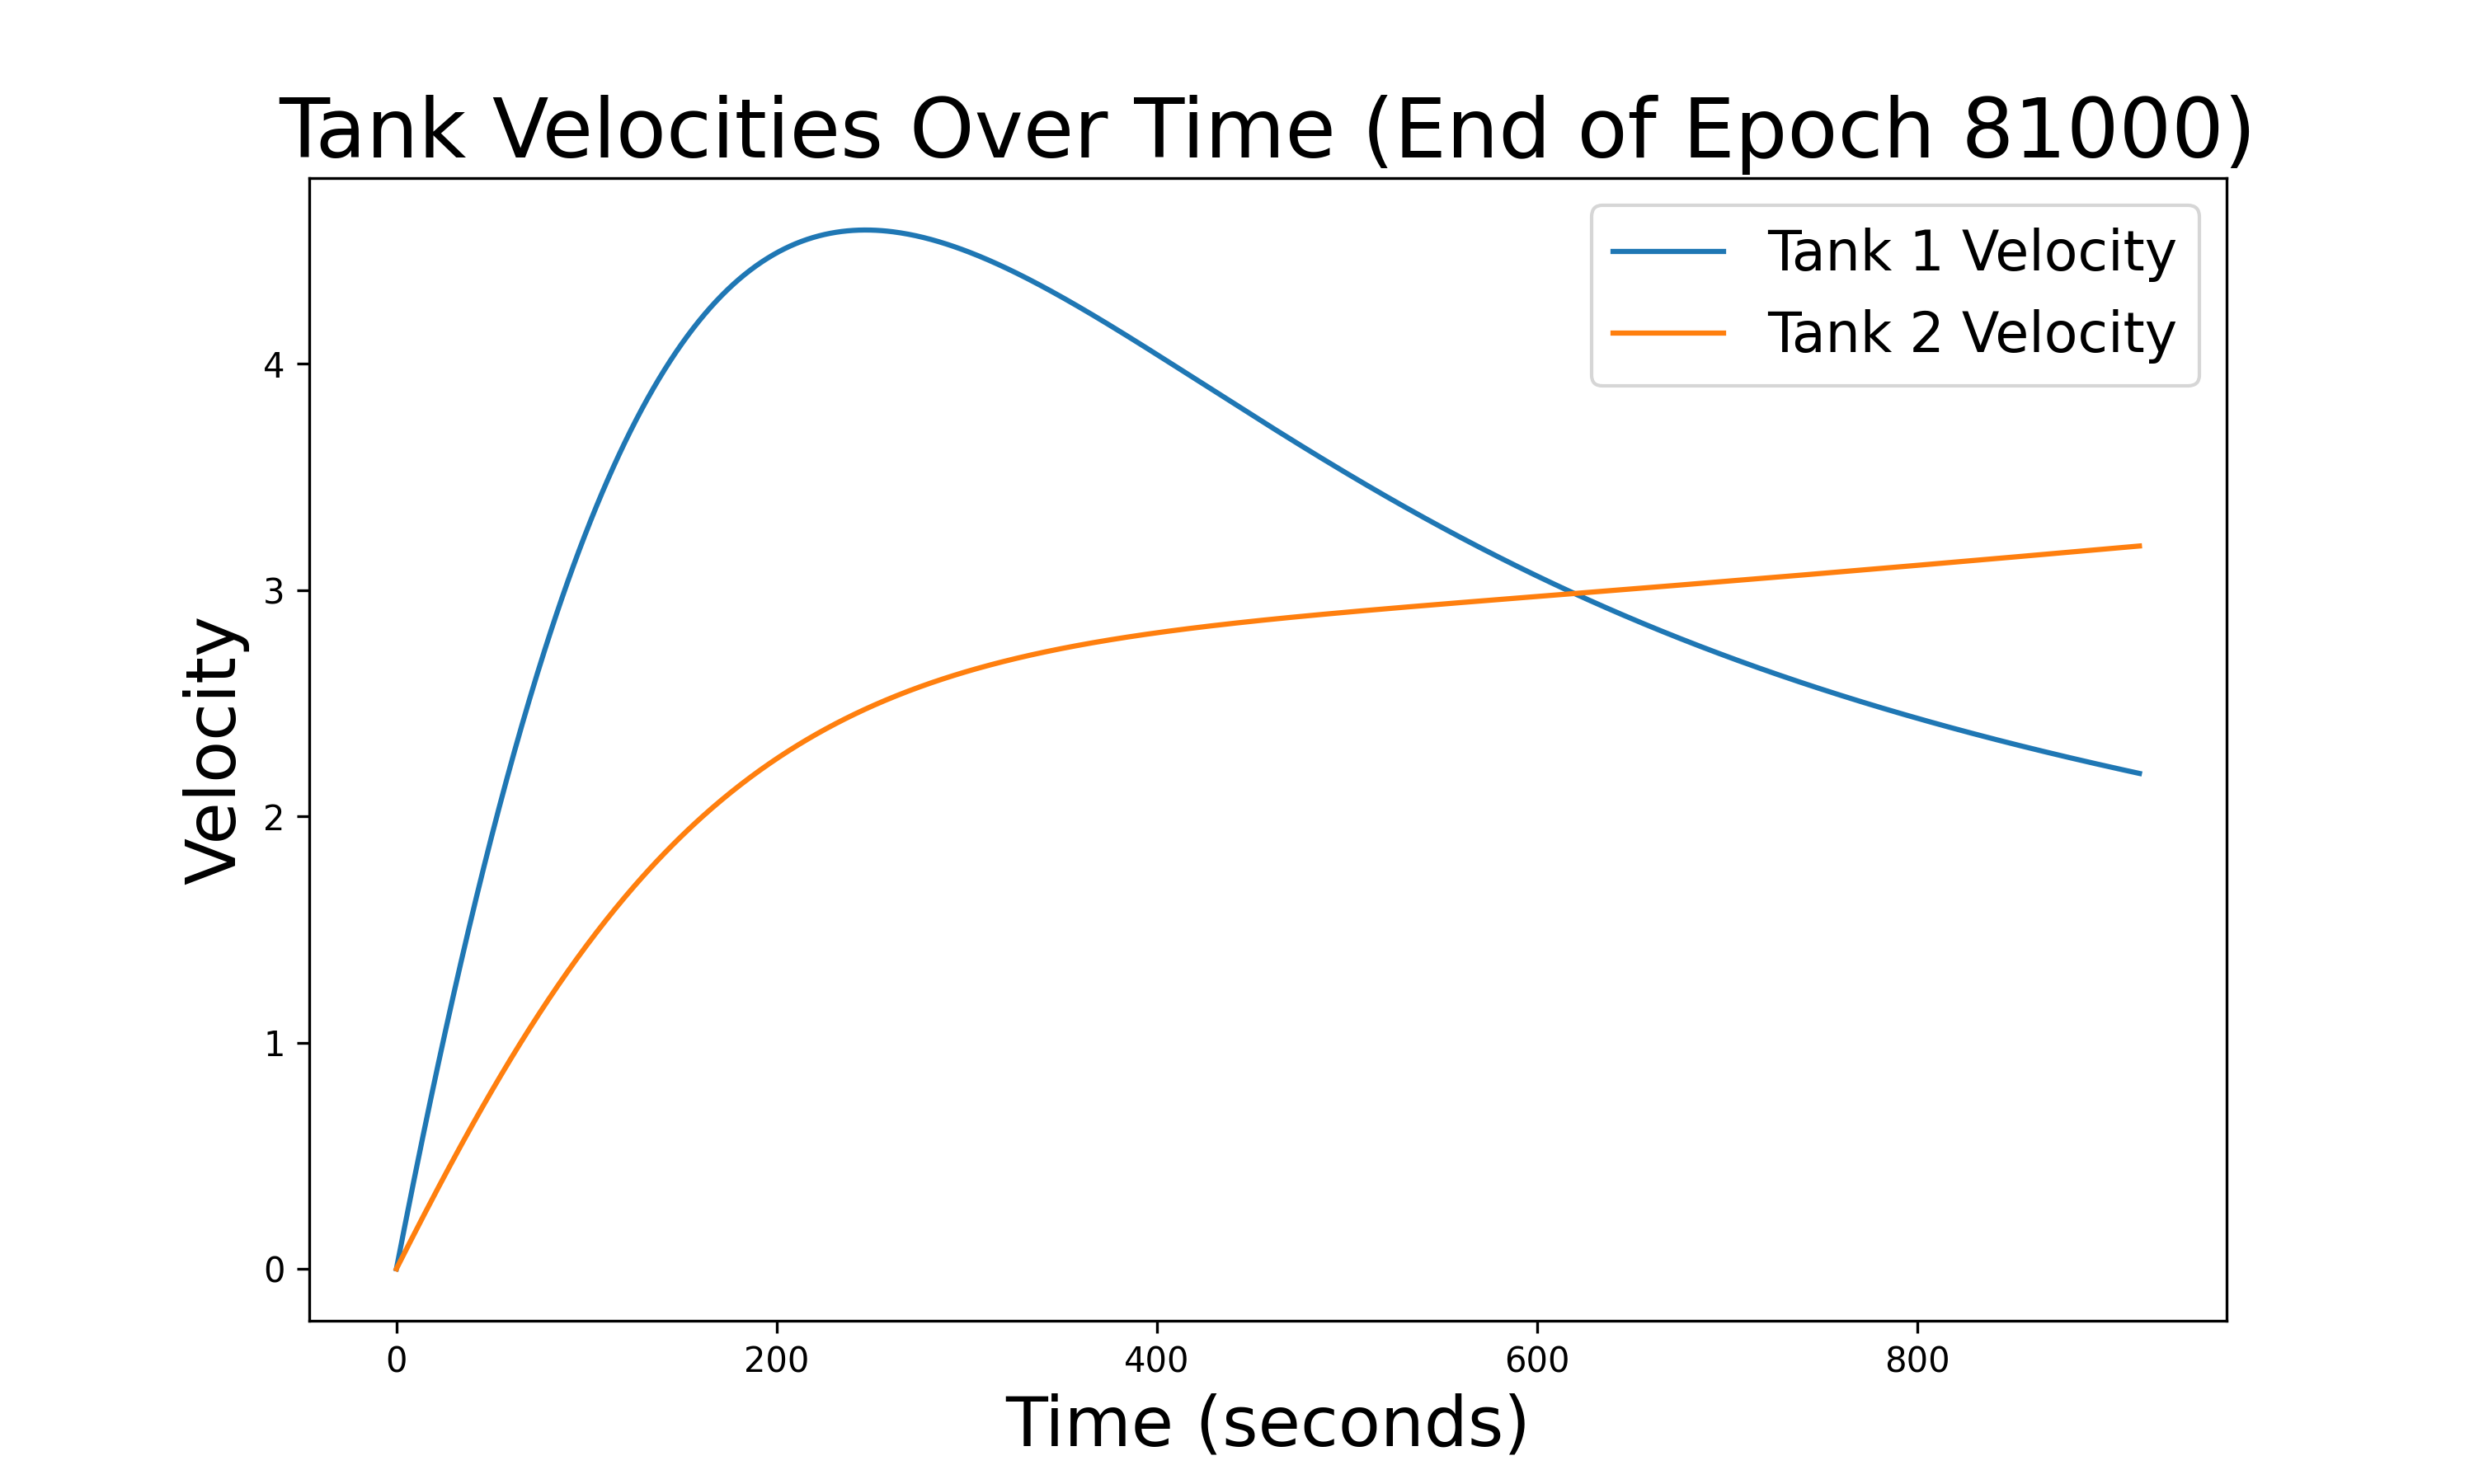 Tank Velocities Over Time (End of Epoch 81000)
Tank 1 Velocity
Tank 2 Velocity
Velocity
4
3
2
1
0
0 200 400 600 800
Time (seconds)